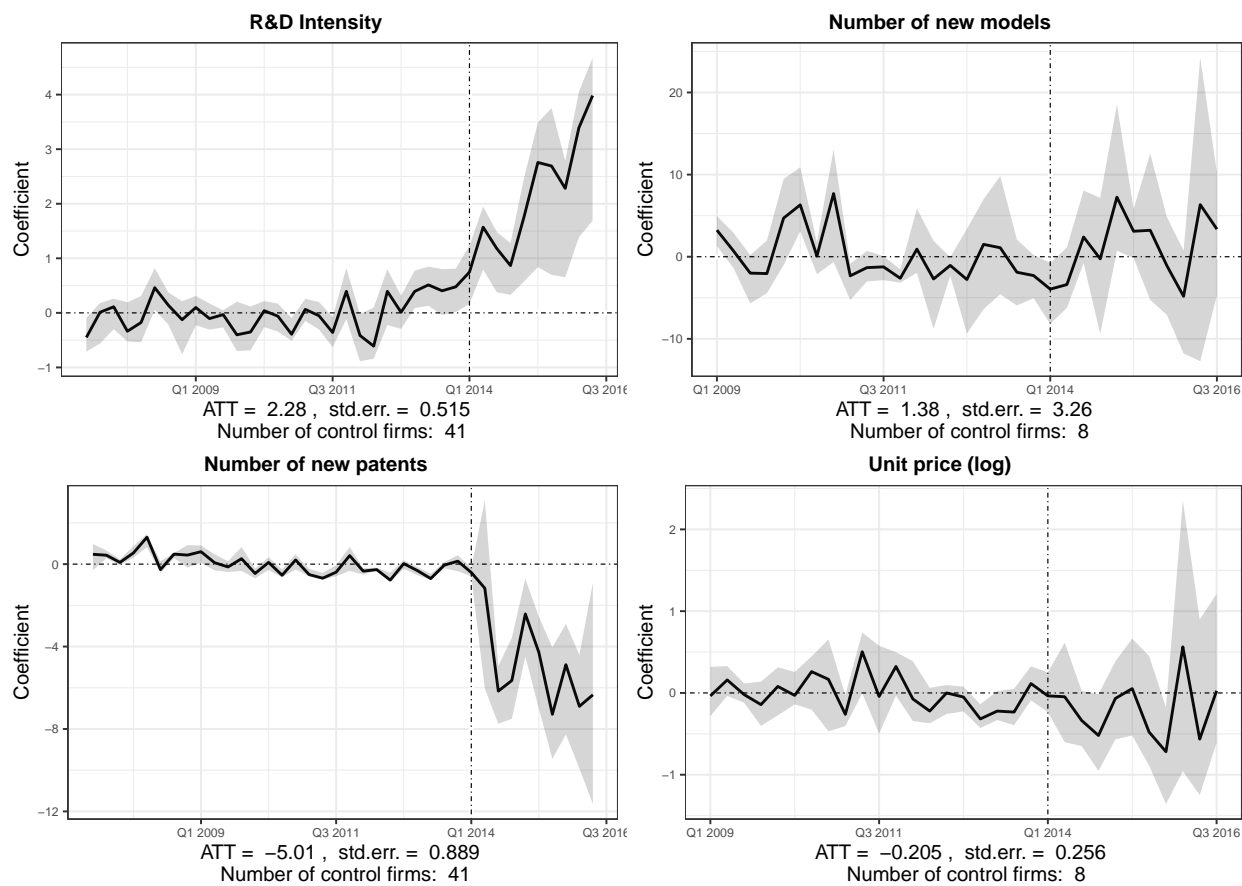 R&D Intensity
Coefficient
4
3
2
1
0
−1
Q1 2009
Q3 2011
Q1 2014
Q3 2016
ATT = 2.28 , std.err. = 0.515
Number of control firms: 41
Number of new models
Coefficient
20
10
0
−10
Q1 2009
Q3 2011
Q1 2014
Q3 2016
ATT = 1.38 , std.err. = 3.26
Number of control firms: 8
Number of new patents
Coefficient
0
−4
−8
−12
Q1 2009
Q3 2011
Q1 2014
Q3 2016
ATT = −5.01 , std.err. = 0.889
Number of control firms: 41
Unit price (log)
Coefficient
2
1
0
−1
Q1 2009
Q3 2011
Q1 2014
Q3 2016
ATT = −0.205 , std.err. = 0.256
Number of control firms: 8